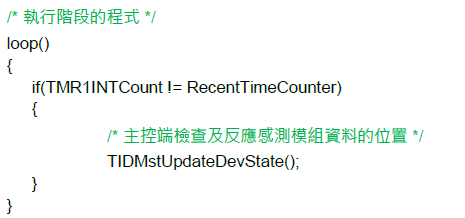 /* 執行階段的程式 */
loop()
{
if(TMR1INTCount != RecentTimeCounter)
{
/* 主控端檢查及反應感測模組資料的位置 */
TIDMstUpdateDevState();
}
}